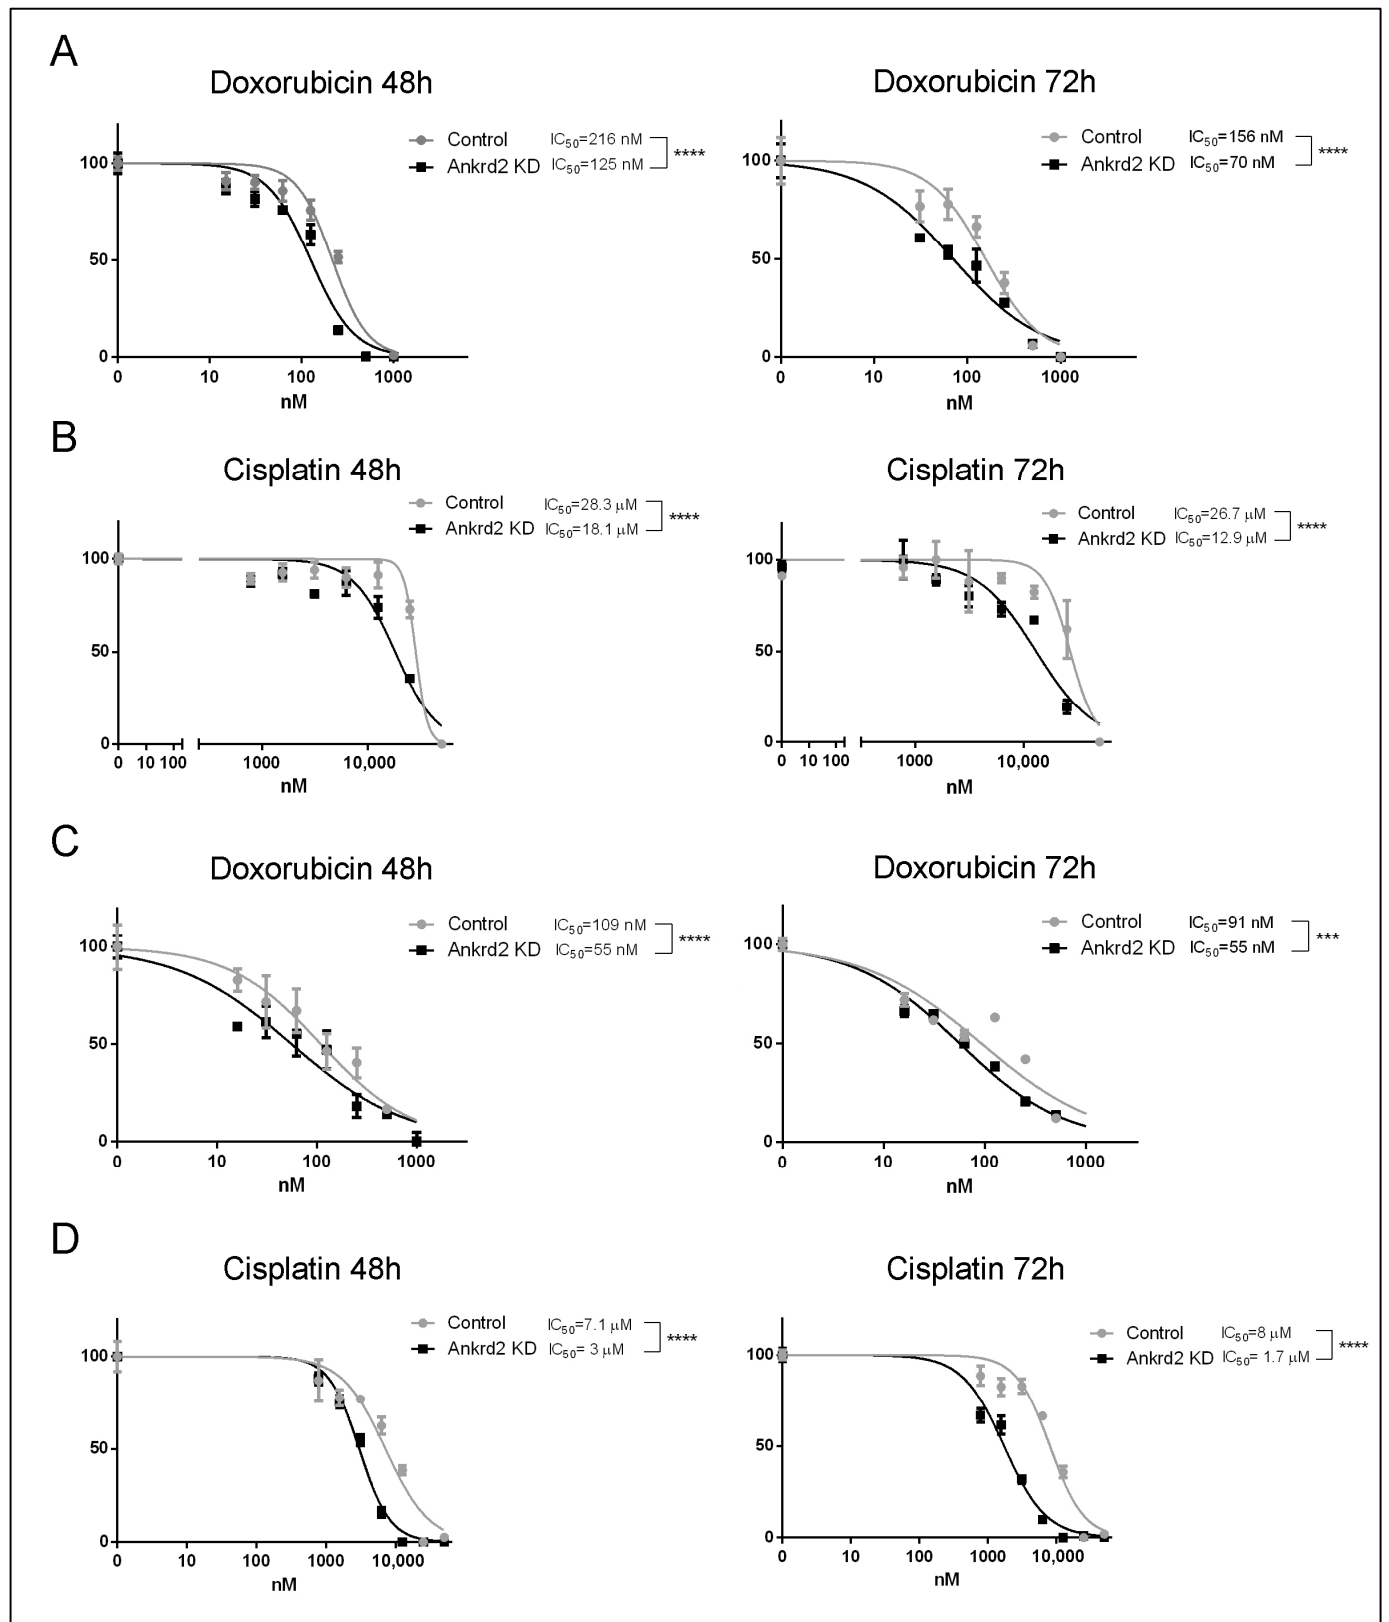 A
Doxorubicin 48h
Control IC50=216 nM
Ankrd2 KD IC50=125 nM
****
100
50
0
0 10 100 1000
nM
Doxorubicin 72h
Control IC50=156 nM
Ankrd2 KD IC50=70 nM
****
100
50
0
0 10 100 1000
nM
B
Cisplatin 48h
Control IC50=28.3 µM
Ankrd2 KD IC50=18.1 µM
****
100
50
0
0 10 100 1000 10,000
nM
Cisplatin 72h
Control IC50=26.7 µM
Ankrd2 KD IC50=12.9 µM
****
100
50
0
0 10 100 1000 10,000
nM
C
Doxorubicin 48h
Control IC50=109 nM
Ankrd2 KD IC50=55 nM
****
100
50
0
0 10 100 1000
nM
Doxorubicin 72h
Control IC50=91 nM
Ankrd2 KD IC50=55 nM
***
100
50
0
0 10 100 1000
nM
D
Cisplatin 48h
Control IC50=7.1 µM
Ankrd2 KD IC50= 3 µM
****
100
50
0
0 10 100 1000 10,000
nM
Cisplatin 72h
Control IC50=8 µM
Ankrd2 KD IC50= 1.7 µM
****
100
50
0
0 10 100 1000 10,000
nM